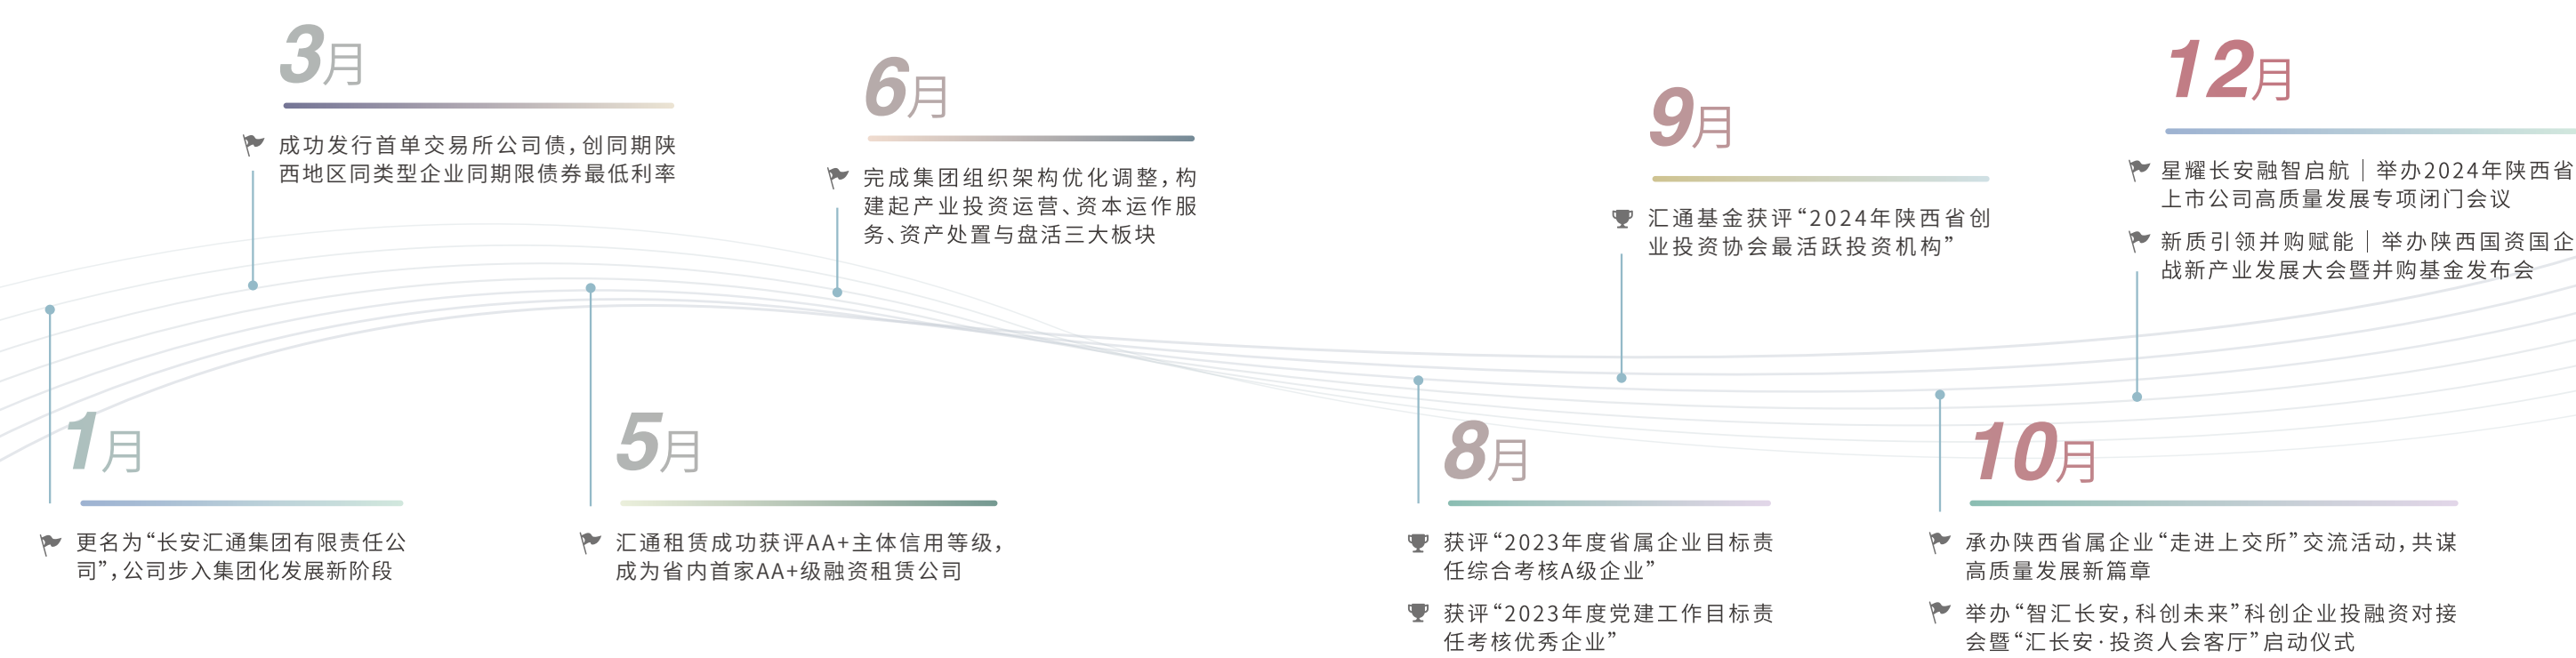 1月
更名为“长安汇通集团有限责任公
司”，公司步入集团化发展新阶段
3月
成功发行首单交易所公司债，创同期陕
西地区同类型企业同期限债券最低利率
5月
汇通租赁成功获评AA+主体信用等级，
成为省内首家AA+级融资租赁公司
6月
完成集团组织架构优化调整，构
建起产业投资运营、资本运作服
务、资产处置与盘活三大板块
8月
获评“2023年度省属企业目标责
任综合考核A级企业”
获评“2023年度党建工作目标责
任考核优秀企业”
9月
汇通基金获评“2024年陕西省创
业投资协会最活跃投资机构”
10月
承办陕西省属企业“走进上交所”交流活动，共谋
高质量发展新篇章
举办“智汇长安，科创未来”科创企业投融资对接
会暨“汇长安·投资人会客厅”启动仪式
12月
星耀长安融智启航｜举办2024年陕西省
上市公司高质量发展专项闭门会议
新质引领并购赋能｜举办陕西国资国企
战新产业发展大会暨并购基金发布会